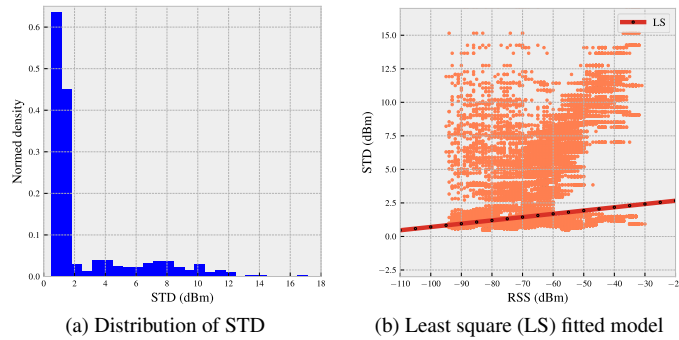 0.6
0.5
0.4
0.3
0.2
0.1
0.0
Normed density
0 2 4 6 8 10 12 14 16 18
STD (dBm)
(a) Distribution of STD
LS
15.0
12.5
10.0
7.5
5.0
2.5
0.0
−2.5
STD (dBm)
−110 −100 −90 −80 −70 −60 −50 −40 −30 −2
RSS (dBm)
(b) Least square (LS) fitted model